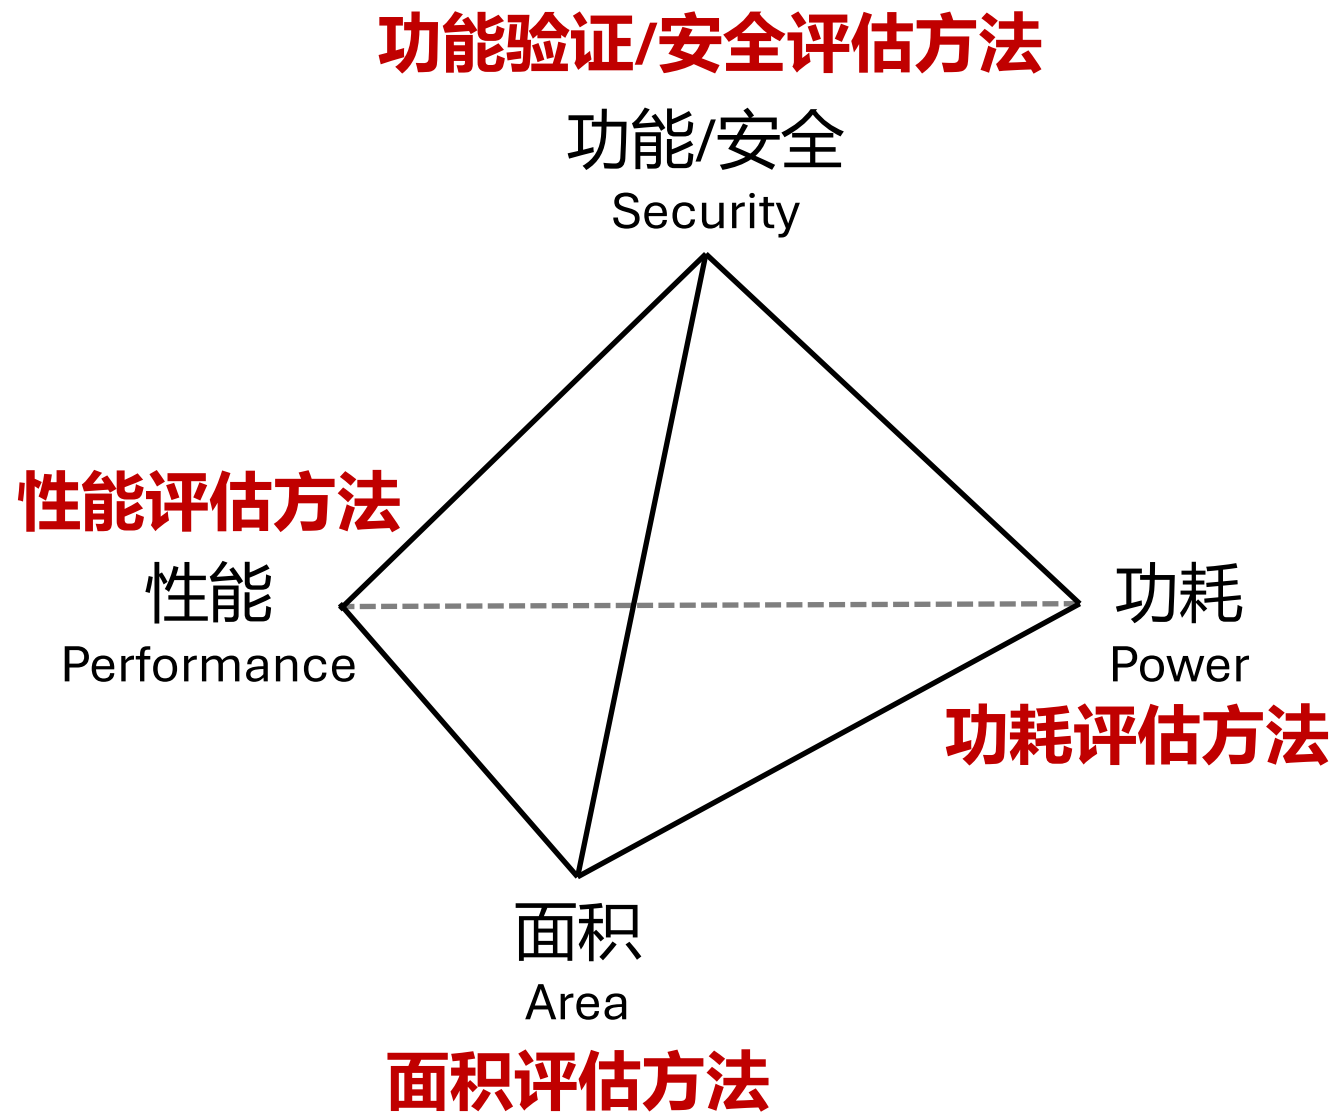 功能验证/安全评估方法
功能/安全
Security
性能评估方法
性能
Performance
功耗
Power
功耗评估方法
面积
Area
面积评估方法